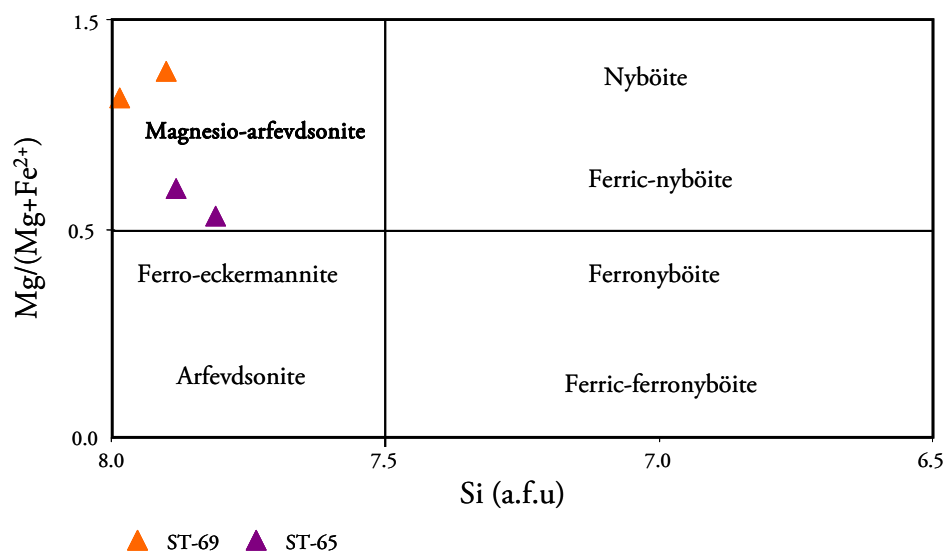 1.5
Nyböite
Magnesio-arfevdsonite
Ferric-nyböite
Mg/(Mg+Fe²⁺)
0.5
Ferro-eckermannite
Ferronyböite
Arfevdsonite
Ferric-ferronyböite
0.0
8.0 7.5 7.0 6.5
Si (a.f.u)
ST-69 ST-65